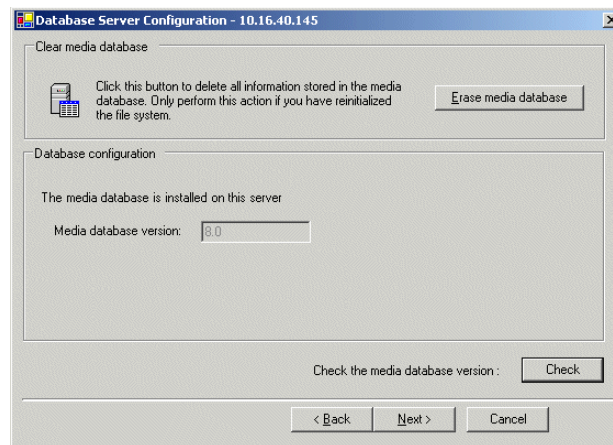 Database Server Configuration - 10.16.40.145
Clear media database
Click this button to delete all information stored in the media
database. Only perform this action if you have reinitialized
the file system.
Erase media database
Database configuration
The media database is installed on this server
Media database version: 8.0
Check the media database version : Check
< Back Next > Cancel